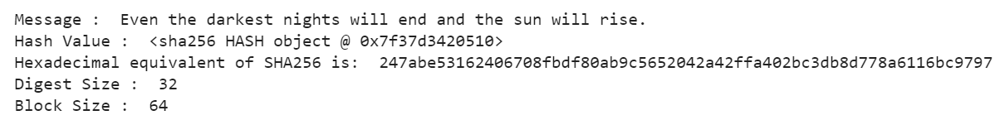 Message :  Even the darkest nights will end and the sun will rise.
Hash Value :  <sha256 HASH object @ 0x7f37d3420510>
Hexadecimal equivalent of SHA256 is:  247abe53162406708fbdf80ab9c5652042a42ffa402bc3db8d778a6116bc9797
Digest Size :  32
Block Size :  64